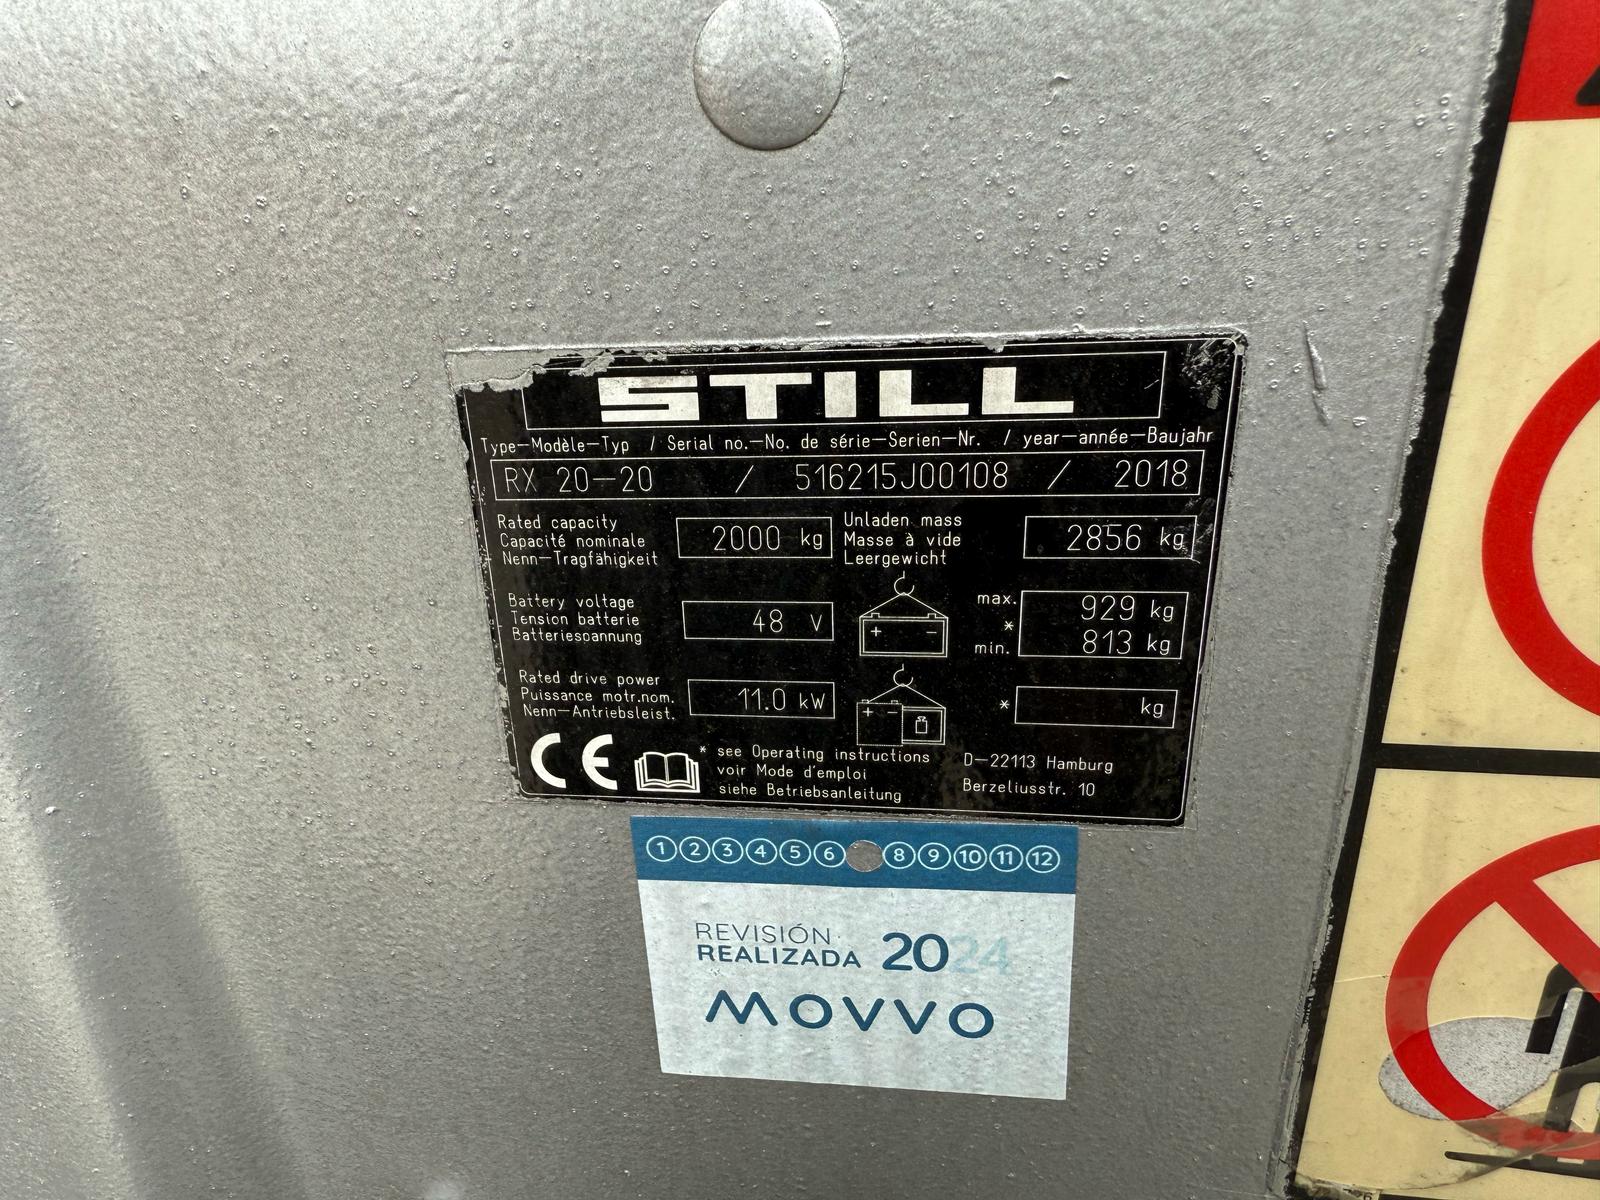 STILL
Type-Modèle-Typ / Serial no.-No. de série-Serien-Nr. / year-année-Baujahr
RX 20-20 / 516215J00108 / 2018
Rated capacity
Capacité nominale
Nenn-Tragfähigkeit
2000 kg
Unladen mass
Masse à vide
Leergewicht
2856 kg
Battery voltage
Tension batterie
Batteriespannung
48 V
+ -
max. 929 kg
*
min. 813 kg
Rated drive power
Puissance motr.nom.
Nenn-Antriebsleist.
11.0 kW
+ -
* kg
CE
* see Operating instructions
voir Mode d'emploi
siehe Betriebsanleitung
D-22113 Hamburg
Berzeliusstr. 10
1 2 3 4 5 6 8 9 10 11 12
REVISIÓN
REALIZADA 2024
MOVVO